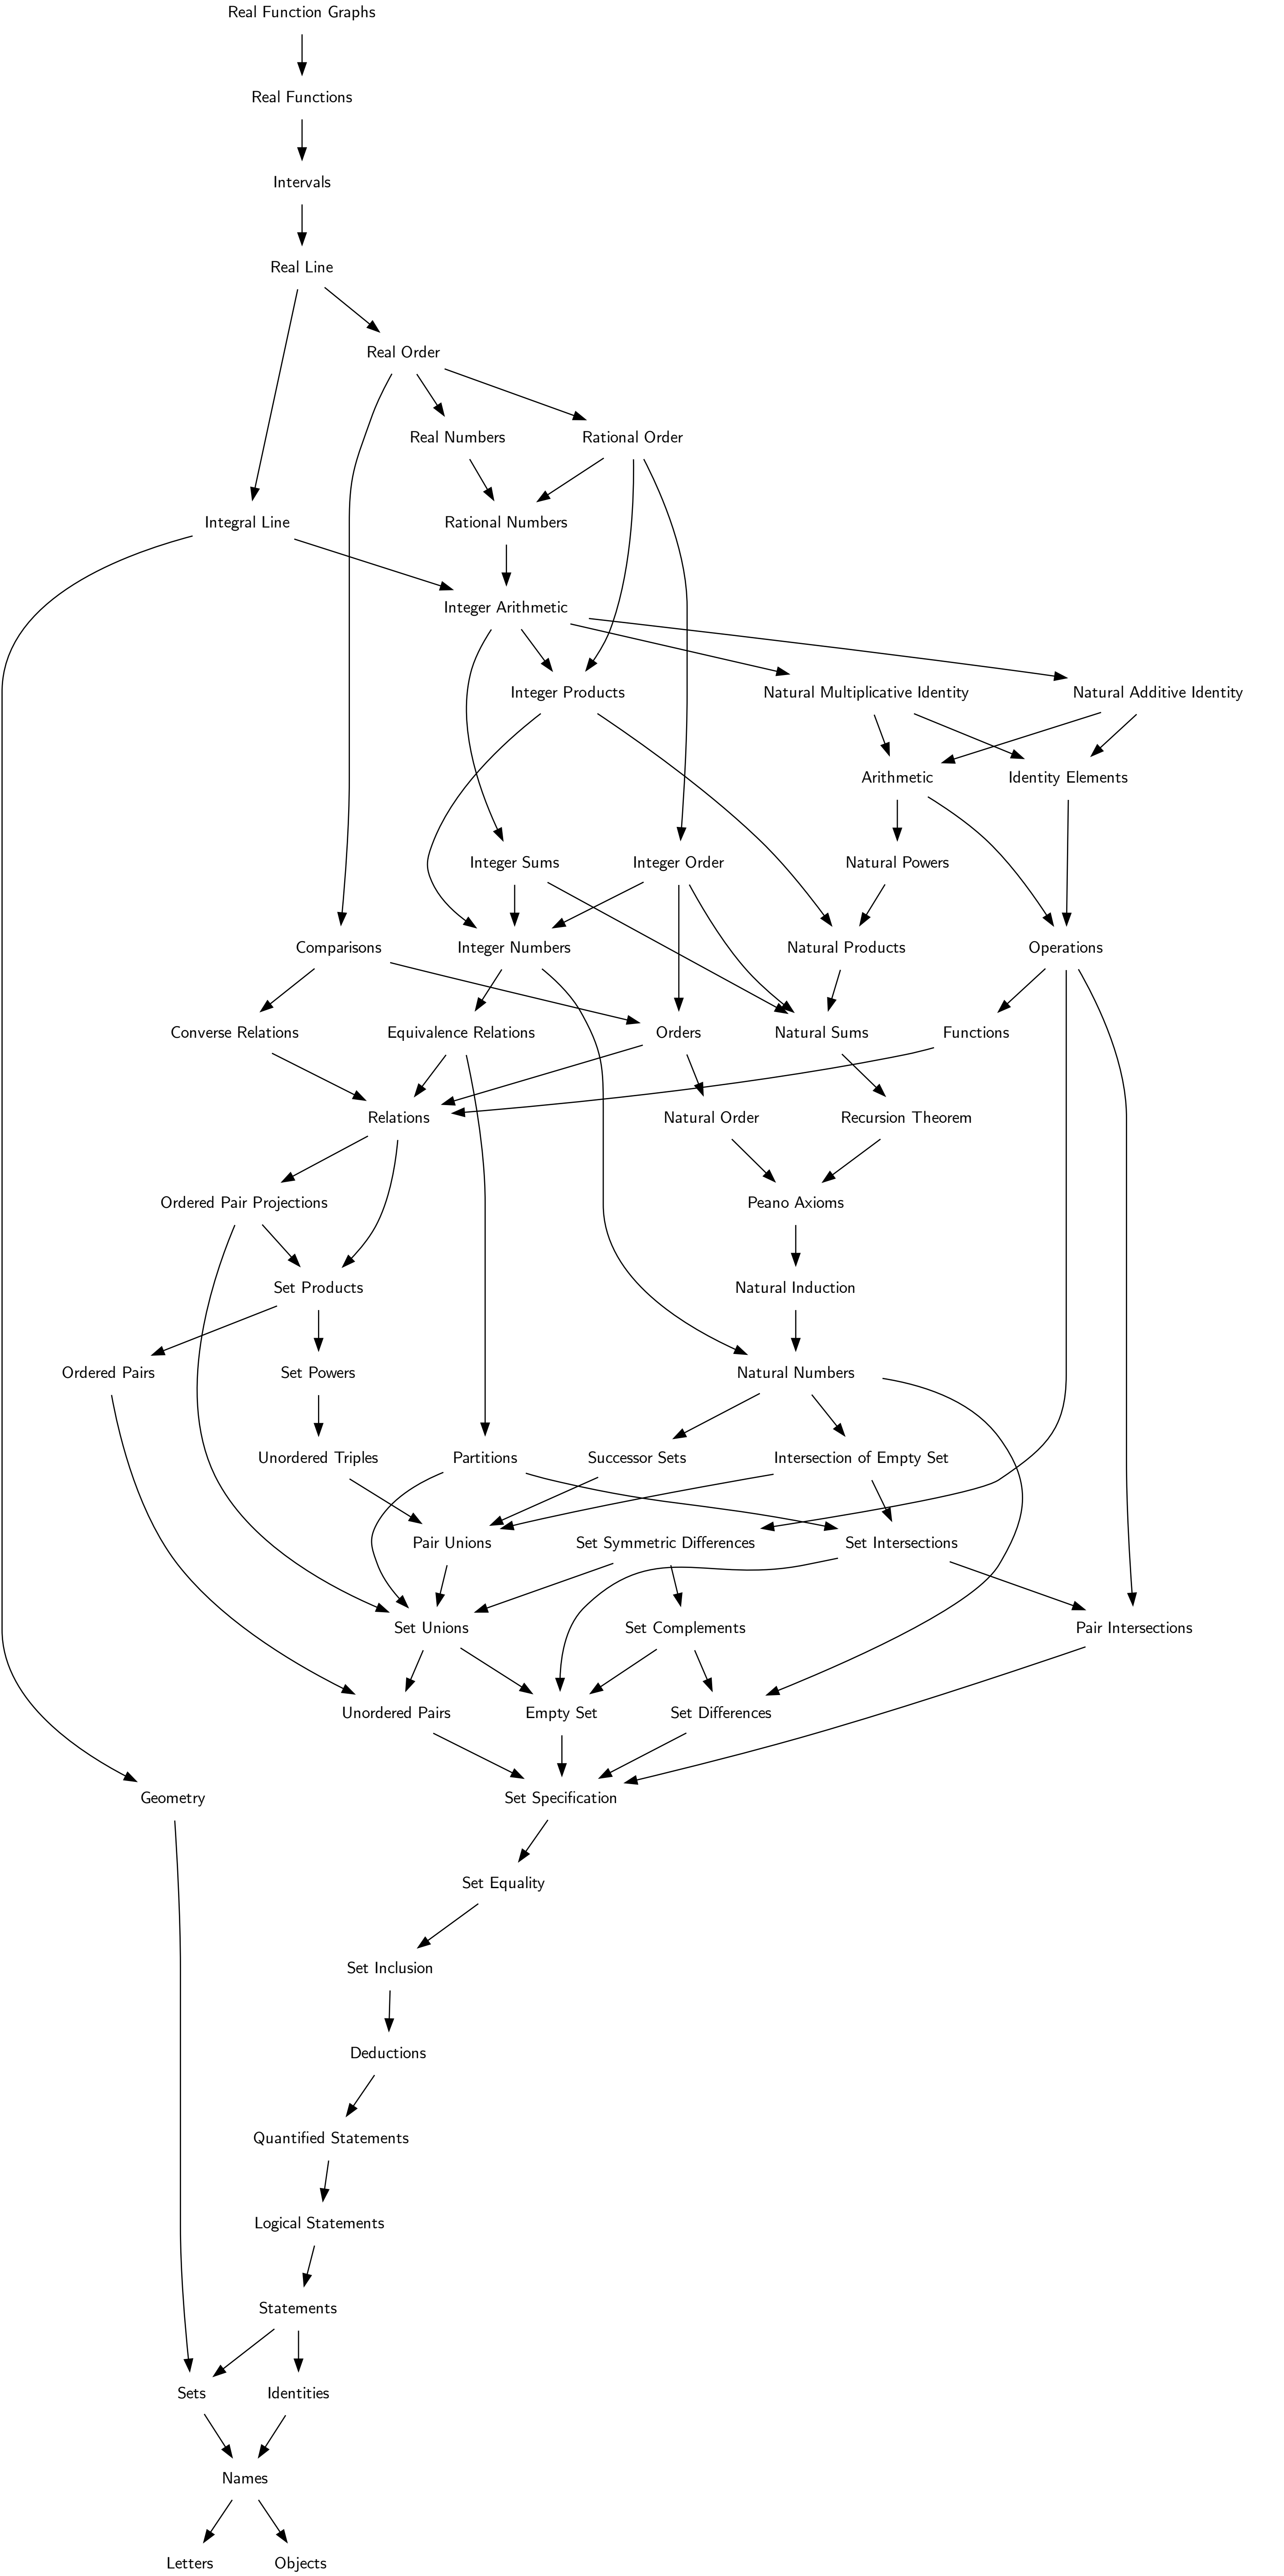 Real Function Graphs
Real Functions
Intervals
Real Line
Real Order
Real Numbers
Rational Order
Integral Line
Rational Numbers
Integer Arithmetic
Integer Products
Natural Multiplicative Identity
Natural Additive Identity
Arithmetic
Identity Elements
Integer Sums
Integer Order
Natural Powers
Comparisons
Integer Numbers
Natural Products
Operations
Converse Relations
Equivalence Relations
Orders
Natural Sums
Functions
Relations
Natural Order
Recursion Theorem
Ordered Pair Projections
Peano Axioms
Set Products
Natural Induction
Ordered Pairs
Set Powers
Natural Numbers
Unordered Triples
Partitions
Successor Sets
Intersection of Empty Set
Pair Unions
Set Symmetric Differences
Set Intersections
Set Unions
Set Complements
Pair Intersections
Unordered Pairs
Empty Set
Set Differences
Geometry
Set Specification
Set Equality
Set Inclusion
Deductions
Quantified Statements
Logical Statements
Statements
Sets
Identities
Names
Letters
Objects